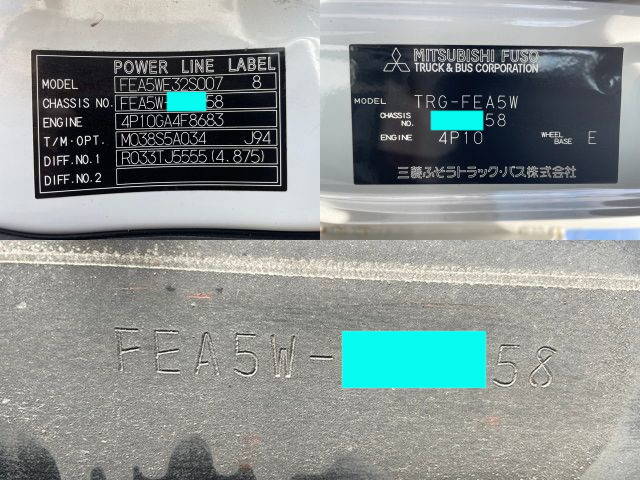 POWER LINE LABEL
MODEL FEA5WE32S007 8
CHASSIS NO. FEA5W- 58
ENGINE 4P10GA4F8683
T/M・OPT. M038S5A034 J94
DIFF.NO.1 R033TJ5555(4.875)
DIFF.NO.2
MITSUBISHI FUSO
TRUCK & BUS CORPORATION
MODEL TRG-FEA5W
CHASSIS NO. 58
ENGINE 4P10 WHEEL BASE E
三菱ふそうトラック・バス株式会社
FEA5W- 58